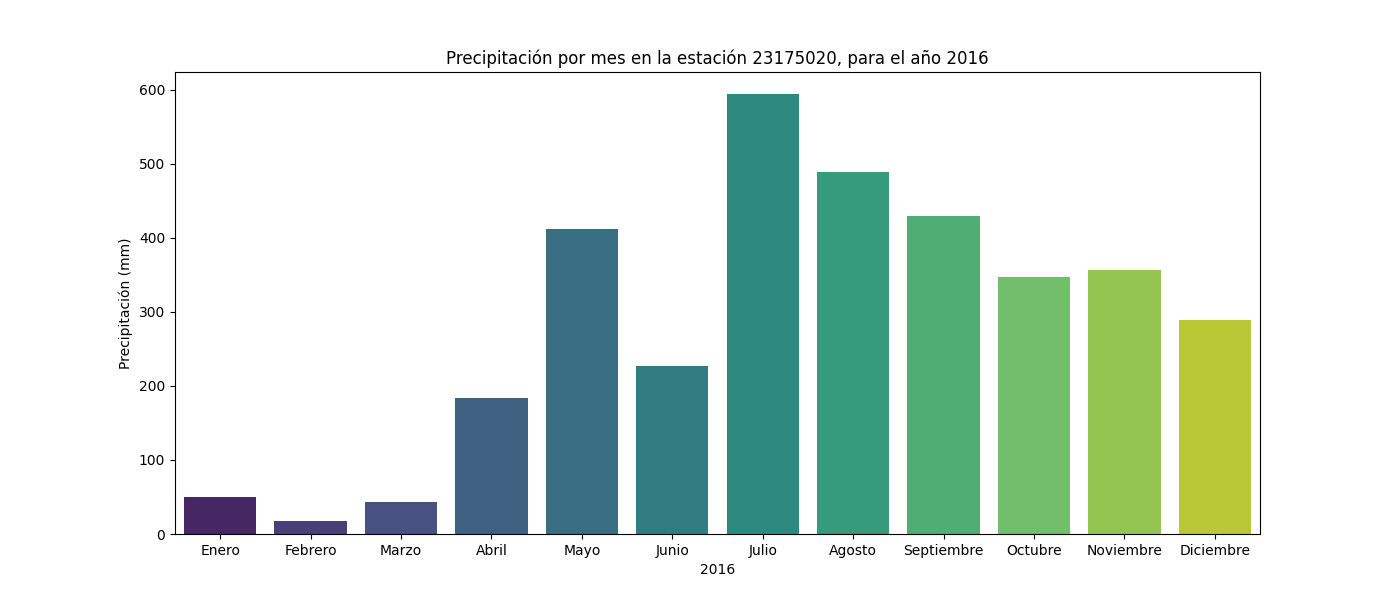 Precipitación por mes en la estación 23175020, para el año 2016
Precipitación (mm)
600
500
400
300
200
100
0
Enero Febrero Marzo Abril Mayo Junio Julio Agosto Septiembre Octubre Noviembre Diciembre
2016